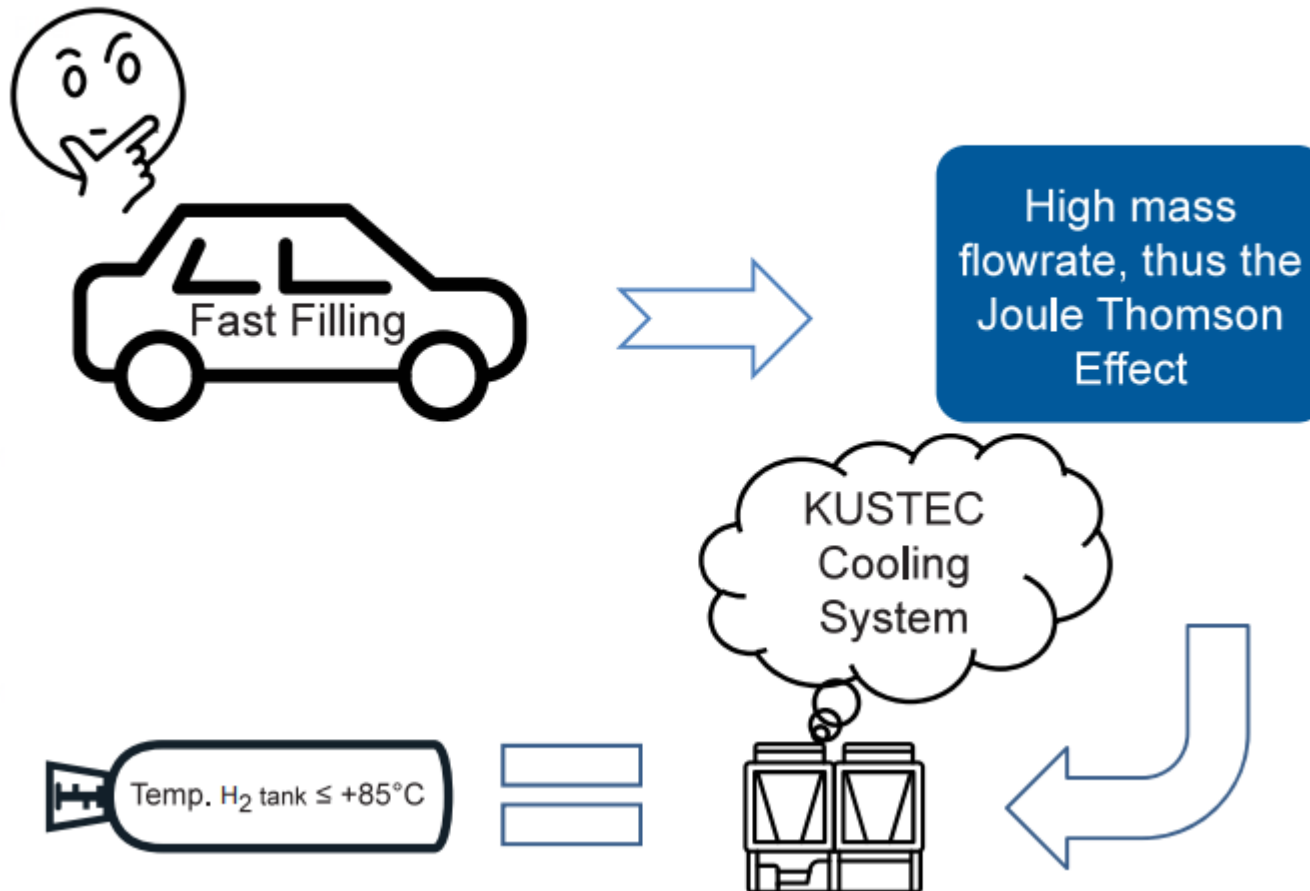 Fast Filling
High mass
flowrate, thus the
Joule Thomson
Effect
KUSTEC
Cooling
System
Temp. H₂ tank ≤ +85°C